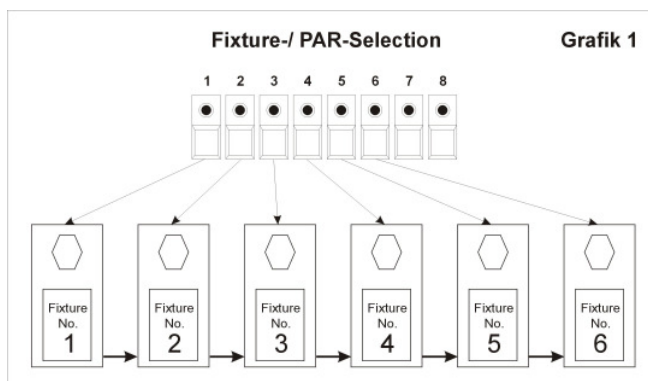 Fixture-/ PAR-Selection
Grafik 1
1 2 3 4 5 6 7 8
Fixture No. 1
Fixture No. 2
Fixture No. 3
Fixture No. 4
Fixture No. 5
Fixture No. 6